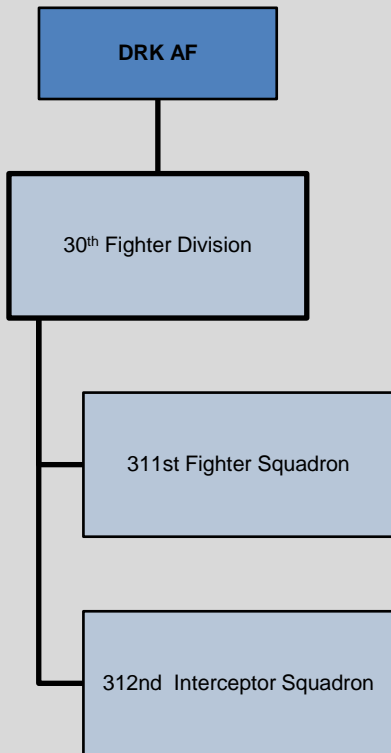 DRK AF
30th Fighter Division
311st Fighter Squadron
312nd  Interceptor Squadron